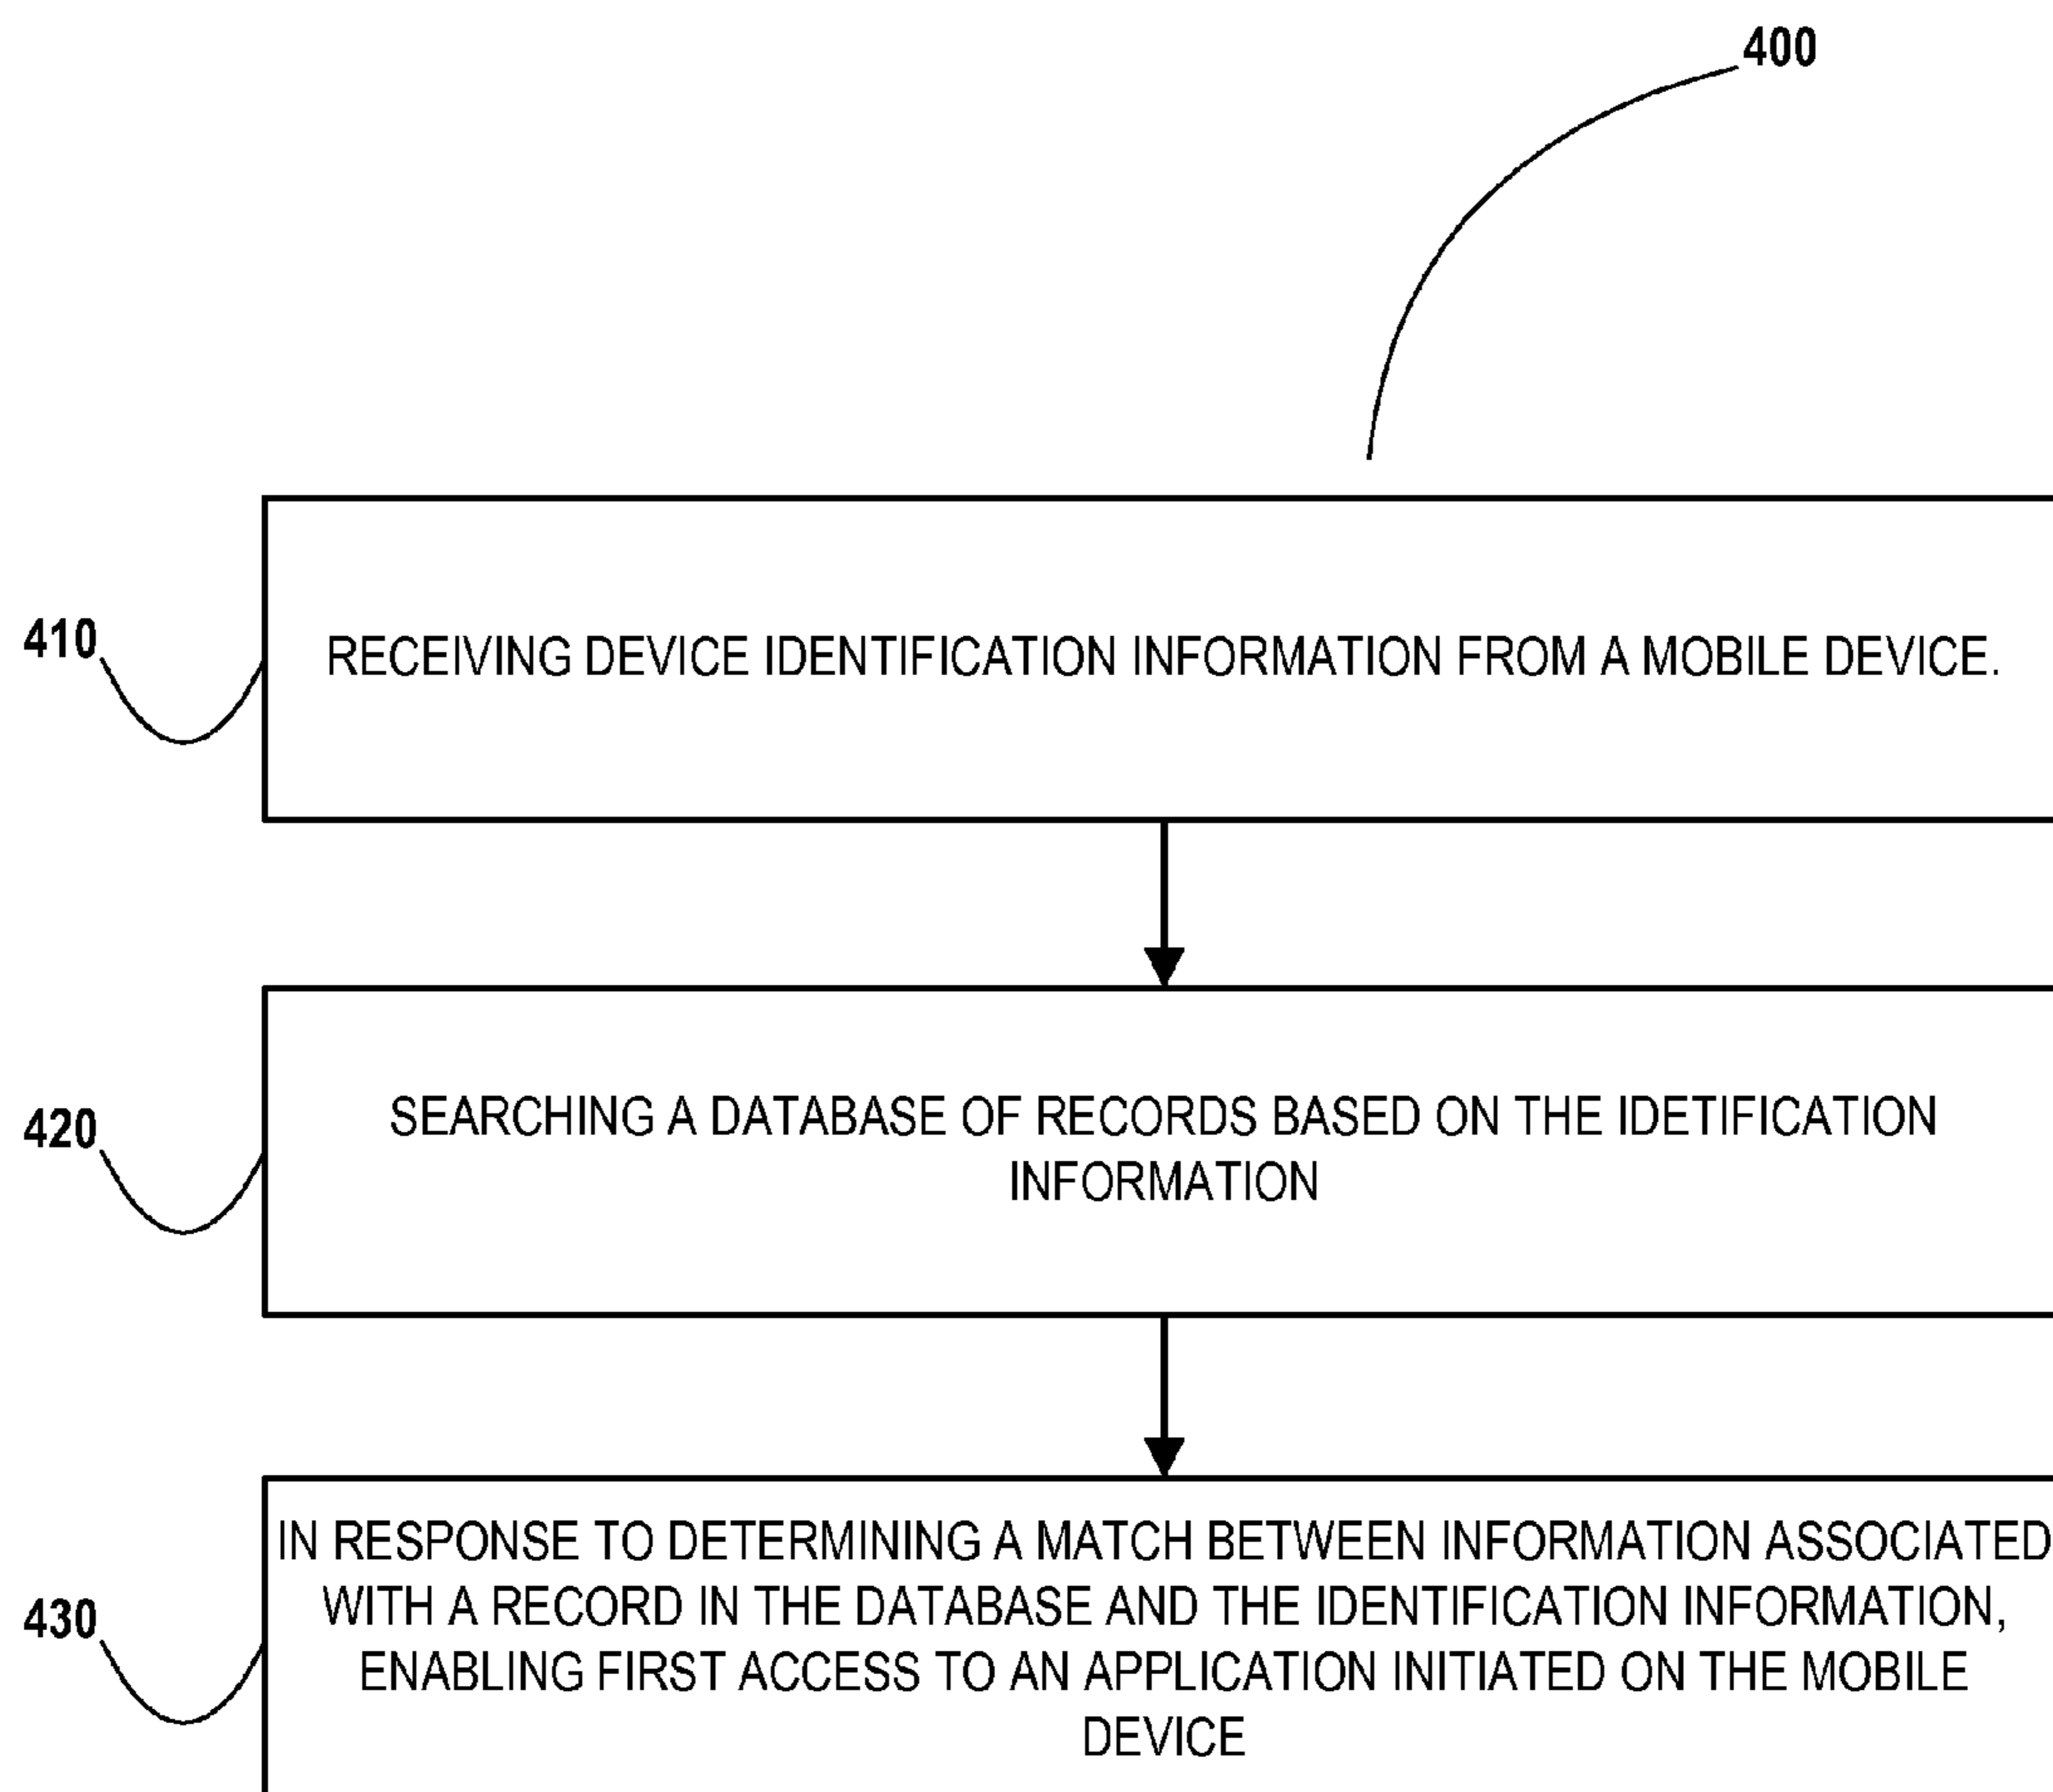 400
410
RECEIVING DEVICE IDENTIFICATION INFORMATION FROM A MOBILE DEVICE.
420
SEARCHING A DATABASE OF RECORDS BASED ON THE IDETIFICATION
INFORMATION
430
IN RESPONSE TO DETERMINING A MATCH BETWEEN INFORMATION ASSOCIATED
WITH A RECORD IN THE DATABASE AND THE IDENTIFICATION INFORMATION,
ENABLING FIRST ACCESS TO AN APPLICATION INITIATED ON THE MOBILE
DEVICE